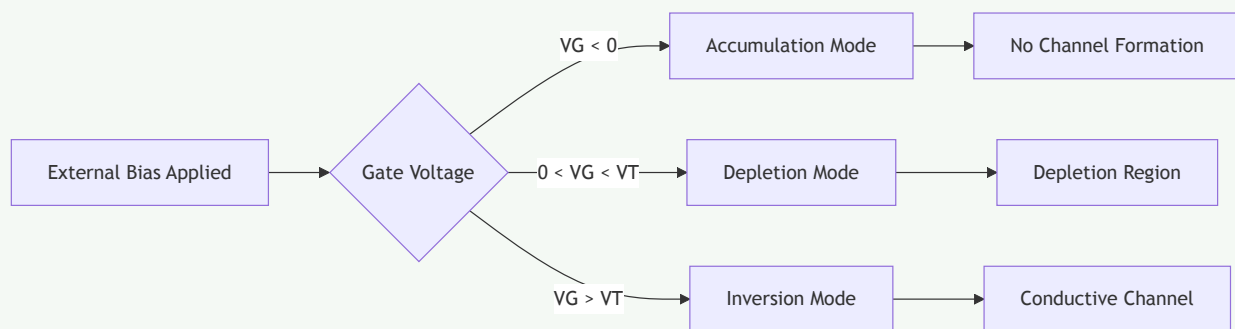 External Bias Applied
Gate Voltage
VG < 0
Accumulation Mode
No Channel Formation
0 < VG < VT
Depletion Mode
Depletion Region
VG > VT
Inversion Mode
Conductive Channel